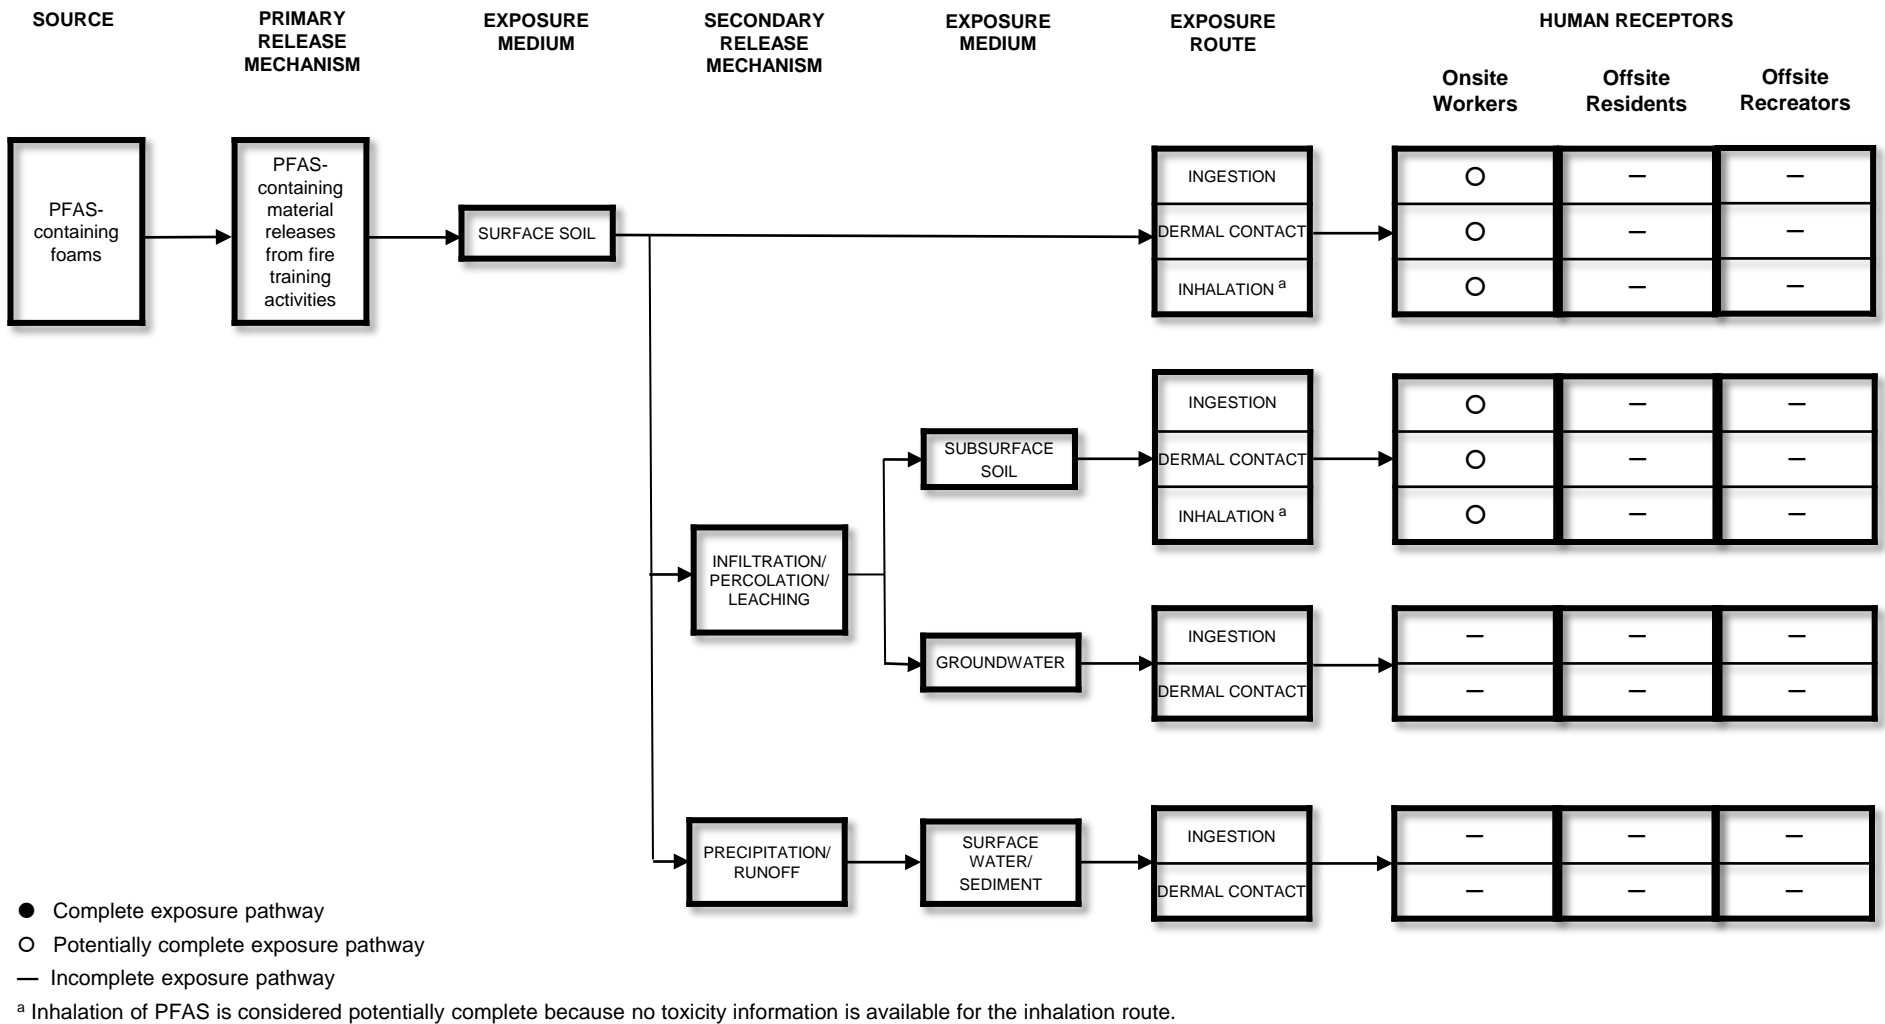 SOURCE
PRIMARY
RELEASE
MECHANISM
EXPOSURE
MEDIUM
SECONDARY
RELEASE
MECHANISM
EXPOSURE
MEDIUM
EXPOSURE
ROUTE
HUMAN RECEPTORS
Onsite
Workers
Offsite
Residents
Offsite
Recreators
PFAS-
containing
foams
PFAS-
containing
material
releases
from fire
training
activities
SURFACE SOIL
INGESTION
DERMAL CONTACT
INHALATION a
○ – –
○ – –
○ – –
INFILTRATION/
PERCOLATION/
LEACHING
SUBSURFACE
SOIL
INGESTION
DERMAL CONTACT
INHALATION a
○ – –
○ – –
○ – –
GROUNDWATER
INGESTION
DERMAL CONTACT
– – –
– – –
PRECIPITATION/
RUNOFF
SURFACE
WATER/
SEDIMENT
INGESTION
DERMAL CONTACT
– – –
– – –
● Complete exposure pathway
○ Potentially complete exposure pathway
— Incomplete exposure pathway
a Inhalation of PFAS is considered potentially complete because no toxicity information is available for the inhalation route.